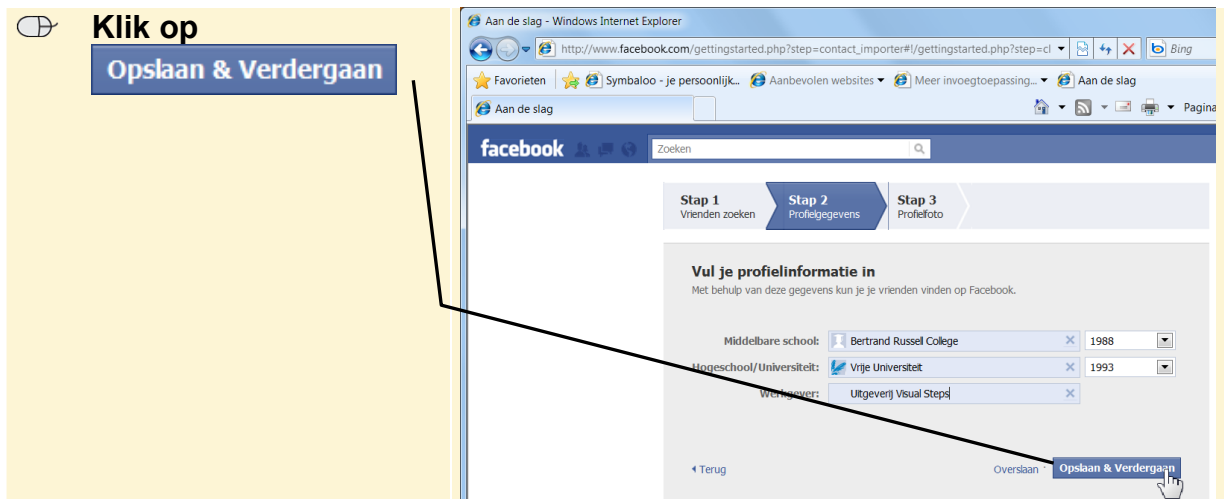 Klik op
Opslaan & Verdergaan
Aan de slag - Windows Internet Explorer
http://www.facebook.com/gettingstarted.php?step=contact_importer#!/gettingstarted.php?step=cl
Bing
Favorieten Symbaloo - je persoonlijk... Aanbevolen websites Meer invoegtoepassing... Aan de slag
Aan de slag
Pagina
facebook Zoeken
Stap 1 Stap 2 Stap 3
Vrienden zoeken Profielgegevens Profielfoto
Vul je profielinformatie in
Met behulp van deze gegevens kun je je vrienden vinden op Facebook.
Middelbare school: Bertrand Russell College 1988
Hogeschool/Universiteit: Vrije Universiteit 1993
Werkgever: Uitgeverij Visual Steps
Terug Overslaan · Opslaan & Verdergaan